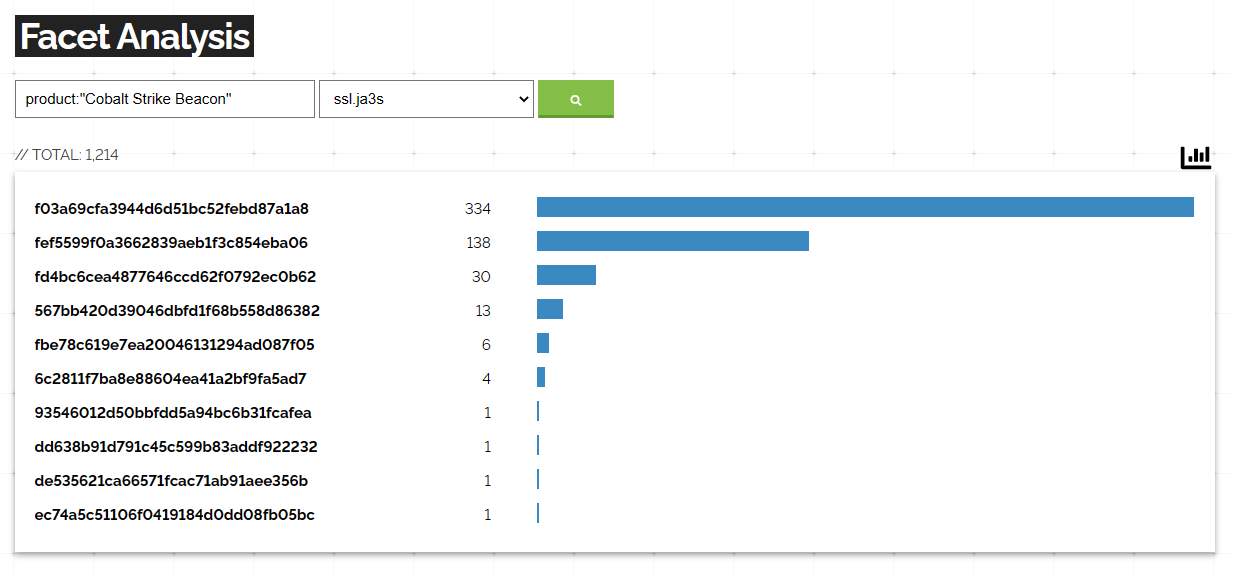 Facet Analysis
product:"Cobalt Strike Beacon" ssl.ja3s
// TOTAL: 1,214
f03a69cfa3944d6d51bc52febd87a1a8 334
fef5599f0a3662839aeb1f3c854eba06 138
fd4bc6cea4877646ccd62f0792ec0b62 30
567bb420d39046dbfd1f68b558d86382 13
fbe78c619e7ea20046131294ad087f05 6
6c2811f7ba8e88604ea41a2bf9fa5ad7 4
93546012d50bbfdd5a94bc6b31fcafea 1
dd638b91d791c45c599b83addf922232 1
de535621ca66571fcac71ab91aee356b 1
ec74a5c51106f0419184d0dd08fb05bc 1